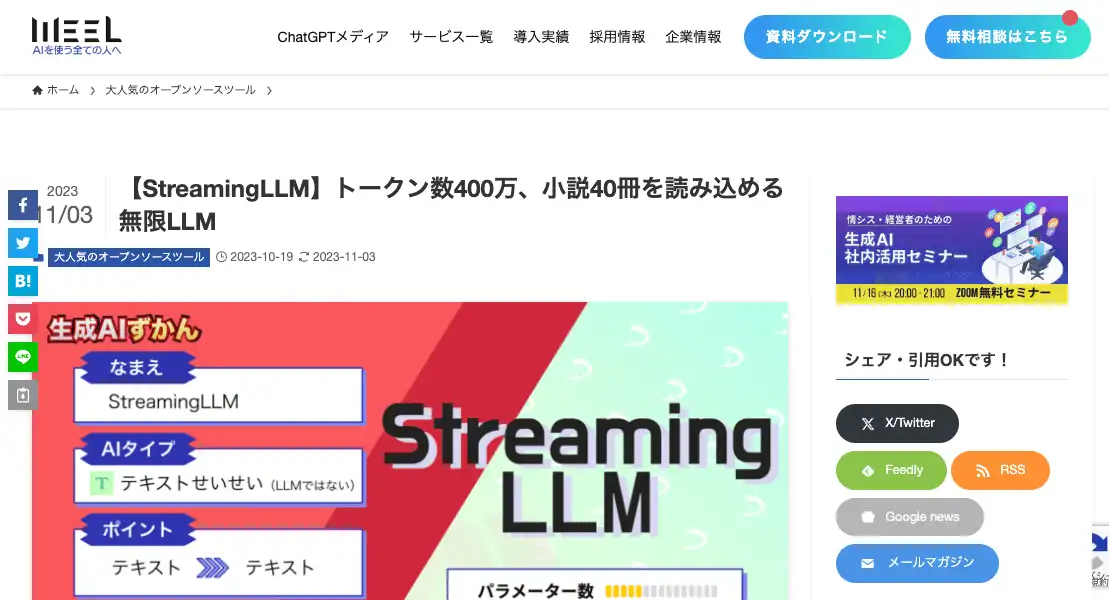 WEEL
AIを使う全ての人へ
ChatGPTメディア サービス一覧 導入実績 採用情報 企業情報 資料ダウンロード 無料相談はこちら
ホーム 大人気のオープンソースツール
2023
11/03
【StreamingLLM】トークン数400万、小説40冊を読み込める
無限LLM
大人気のオープンソースツール 2023-10-19 2023-11-03
B!
LINE
生成AIずかん
なまえ
StreamingLLM
AIタイプ
T テキストせいせい (LLMではない)
ポイント
テキスト テキスト
Streaming
LLM
パラメーター数
情シス・経営者のための
生成AI
社内活用セミナー
11/16(木) 20:00 - 21:00 ZOOM無料セミナー
シェア・引用OKです！
X/Twitter
Feedly
RSS
Google news
メールマガジン